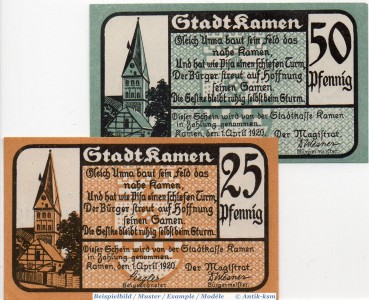 Stadt Kamen
Gleich Unna baut sein Feld das
nahe Kamen,
Und hat wie Pisa einen schiefen Turm,
Der Bürger streut auf Hoffnung
seinen Samen,
Die Seseke bleibt ruhig selbst beim Sturm.
50
Pfennig
Dieser Schein wird von der Stadtkasse Kamen
in Zahlung genommen.
Kamen, den 1. April 1920. Der Magistrat.
Bürgermeister.
Stadt Kamen
Gleich Unna baut sein Feld das
nahe Kamen,
Und hat wie Pisa einen schiefen Turm,
Der Bürger streut auf Hoffnung
seinen Samen,
Die Seseke bleibt ruhig selbst beim Sturm.
25
Pfennig
Dieser Schein wird von der Stadtkasse Kamen
in Zahlung genommen.
Kamen, den 1. April 1920. Der Magistrat.
Beigeordneter. Bürgermeister.
Beispielbild / Muster / Example / Modèle © Antik-ksm